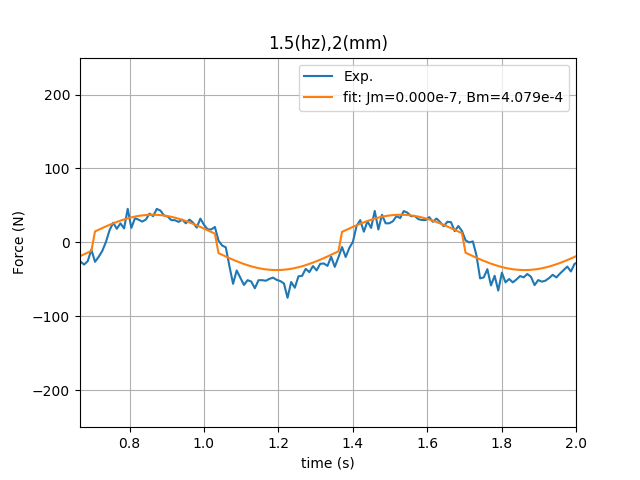 1.5(hz),2(mm)
Exp.
fit: Jm=0.000e-7, Bm=4.079e-4
200
100
0
−100
−200
Force (N)
0.8 1.0 1.2 1.4 1.6 1.8 2.0
time (s)